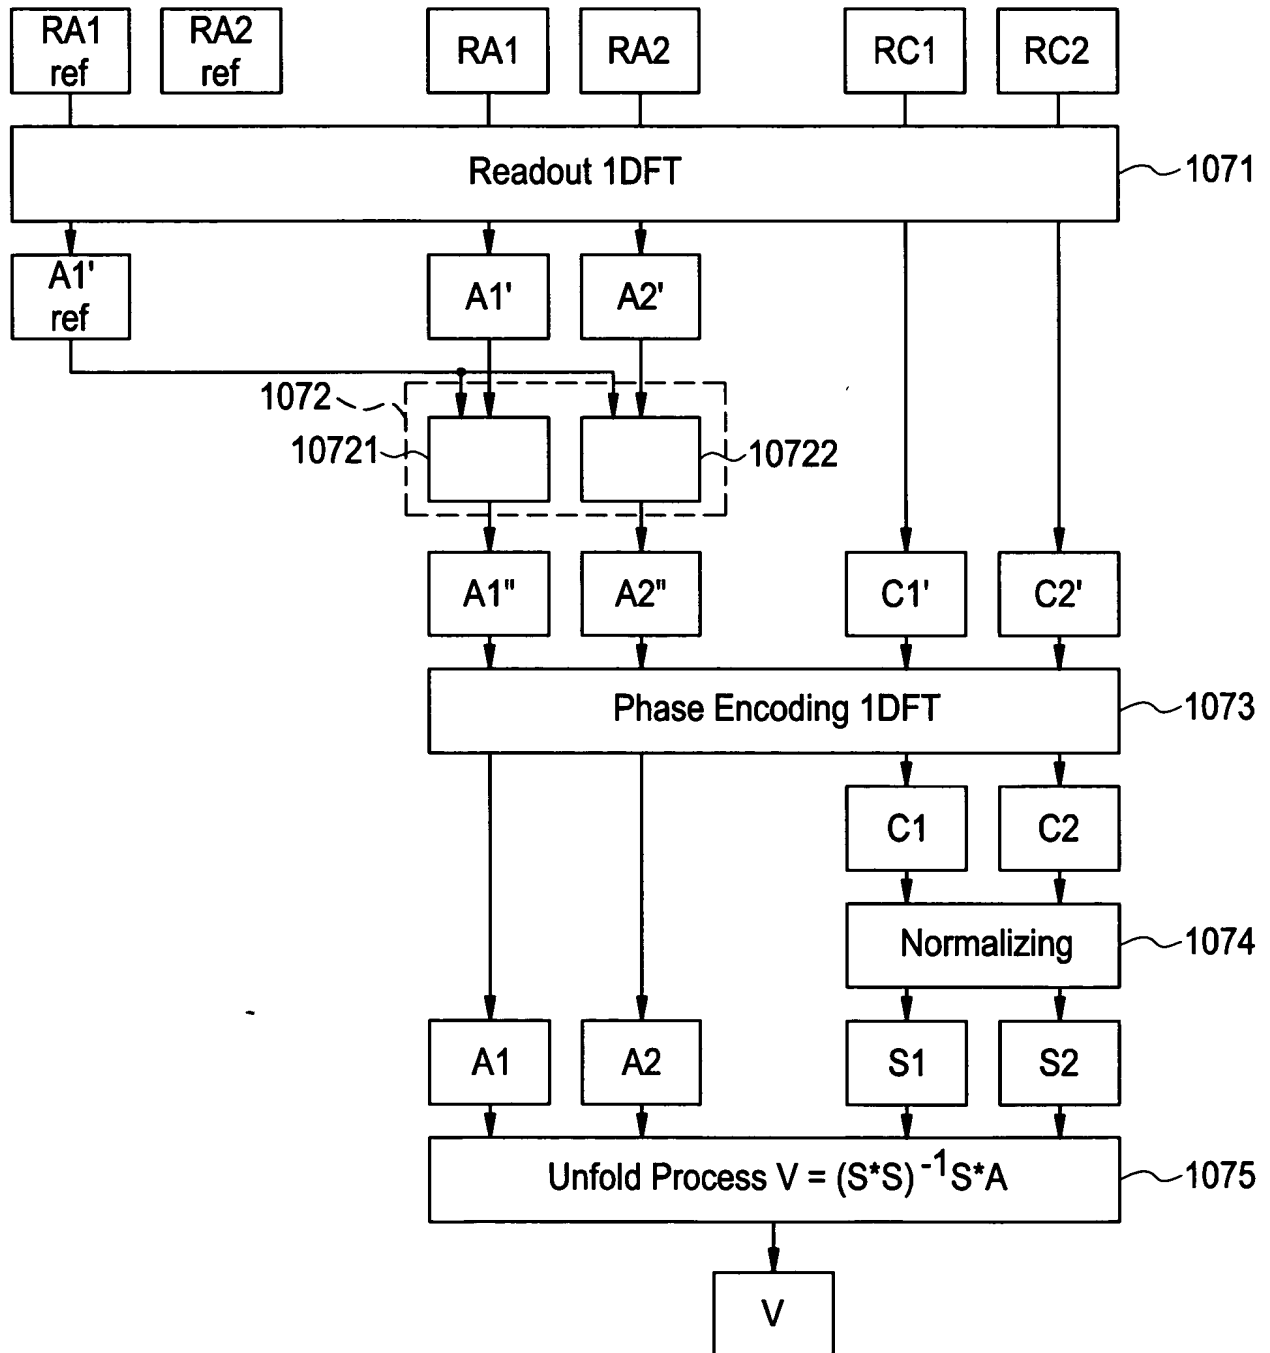 RA1
ref
RA2
ref
RA1
RA2
RC1
RC2
Readout 1DFT
1071
A1'
ref
A1'
A2'
1072
10721
10722
A1"
A2"
C1'
C2'
Phase Encoding 1DFT
1073
C1
C2
Normalizing
1074
A1
A2
S1
S2
Unfold Process V = (S*S)⁻¹S*A
1075
V